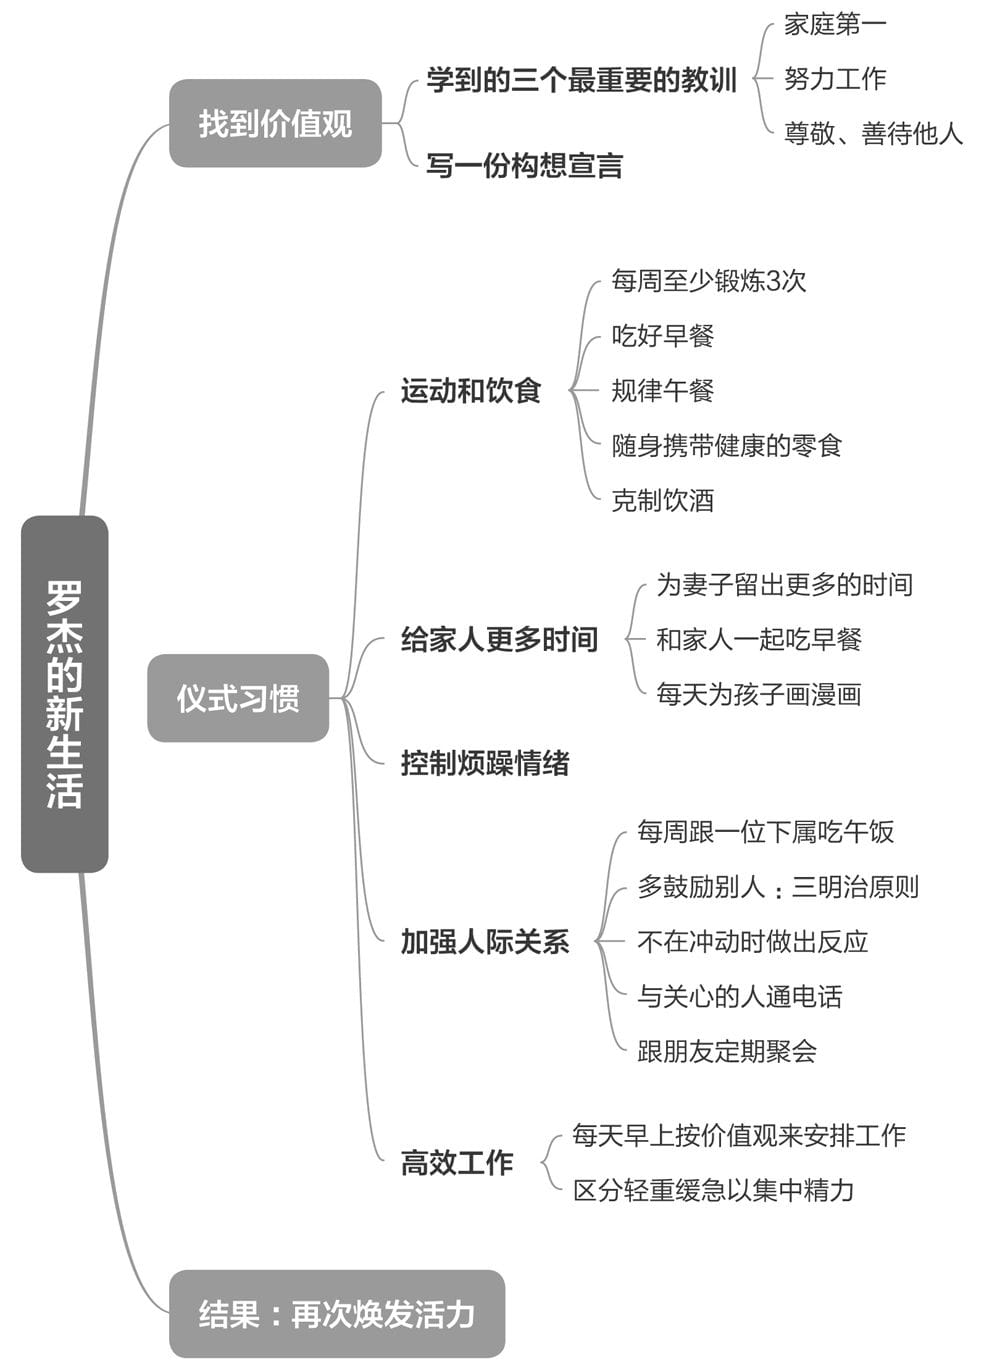 罗杰的新生活
找到价值观
学到的三个最重要的教训
家庭第一
努力工作
尊敬、善待他人
写一份构想宣言
仪式习惯
运动和饮食
每周至少锻炼3次
吃好早餐
规律午餐
随身携带健康的零食
克制饮酒
给家人更多时间
为妻子留出更多的时间
和家人一起吃早餐
每天为孩子画漫画
控制烦躁情绪
加强人际关系
每周跟一位下属吃午饭
多鼓励别人：三明治原则
不在冲动时做出反应
与关心的人通电话
跟朋友定期聚会
高效工作
每天早上按价值观来安排工作
区分轻重缓急以集中精力
结果：再次焕发活力